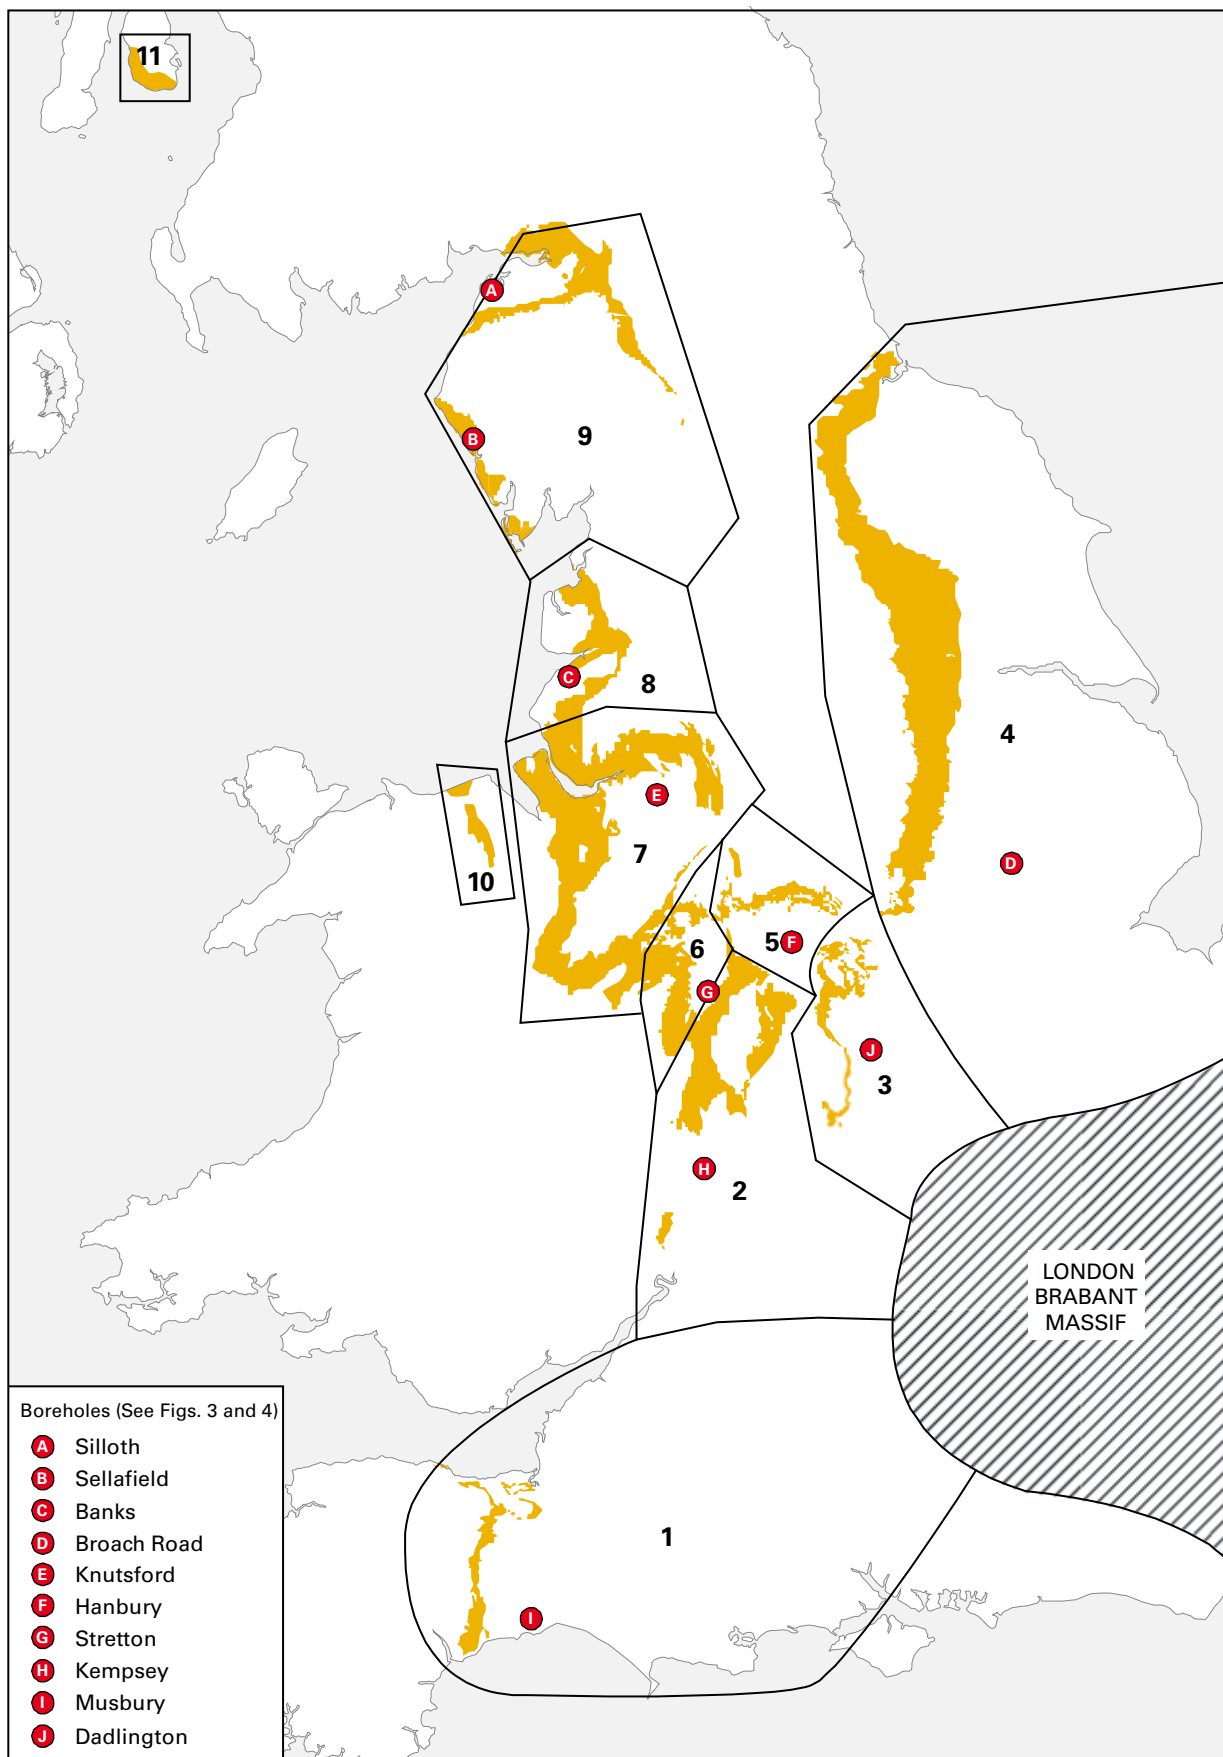 11
A
B
9
C
8
4
E
D
7
10
6
5
F
G
J
3
H
2
LONDON
BRABANT
MASSIF
1
I
Boreholes (See Figs. 3 and 4)
A Silloth
B Sellafield
C Banks
D Broach Road
E Knutsford
F Hanbury
G Stretton
H Kempsey
I Musbury
J Dadlington